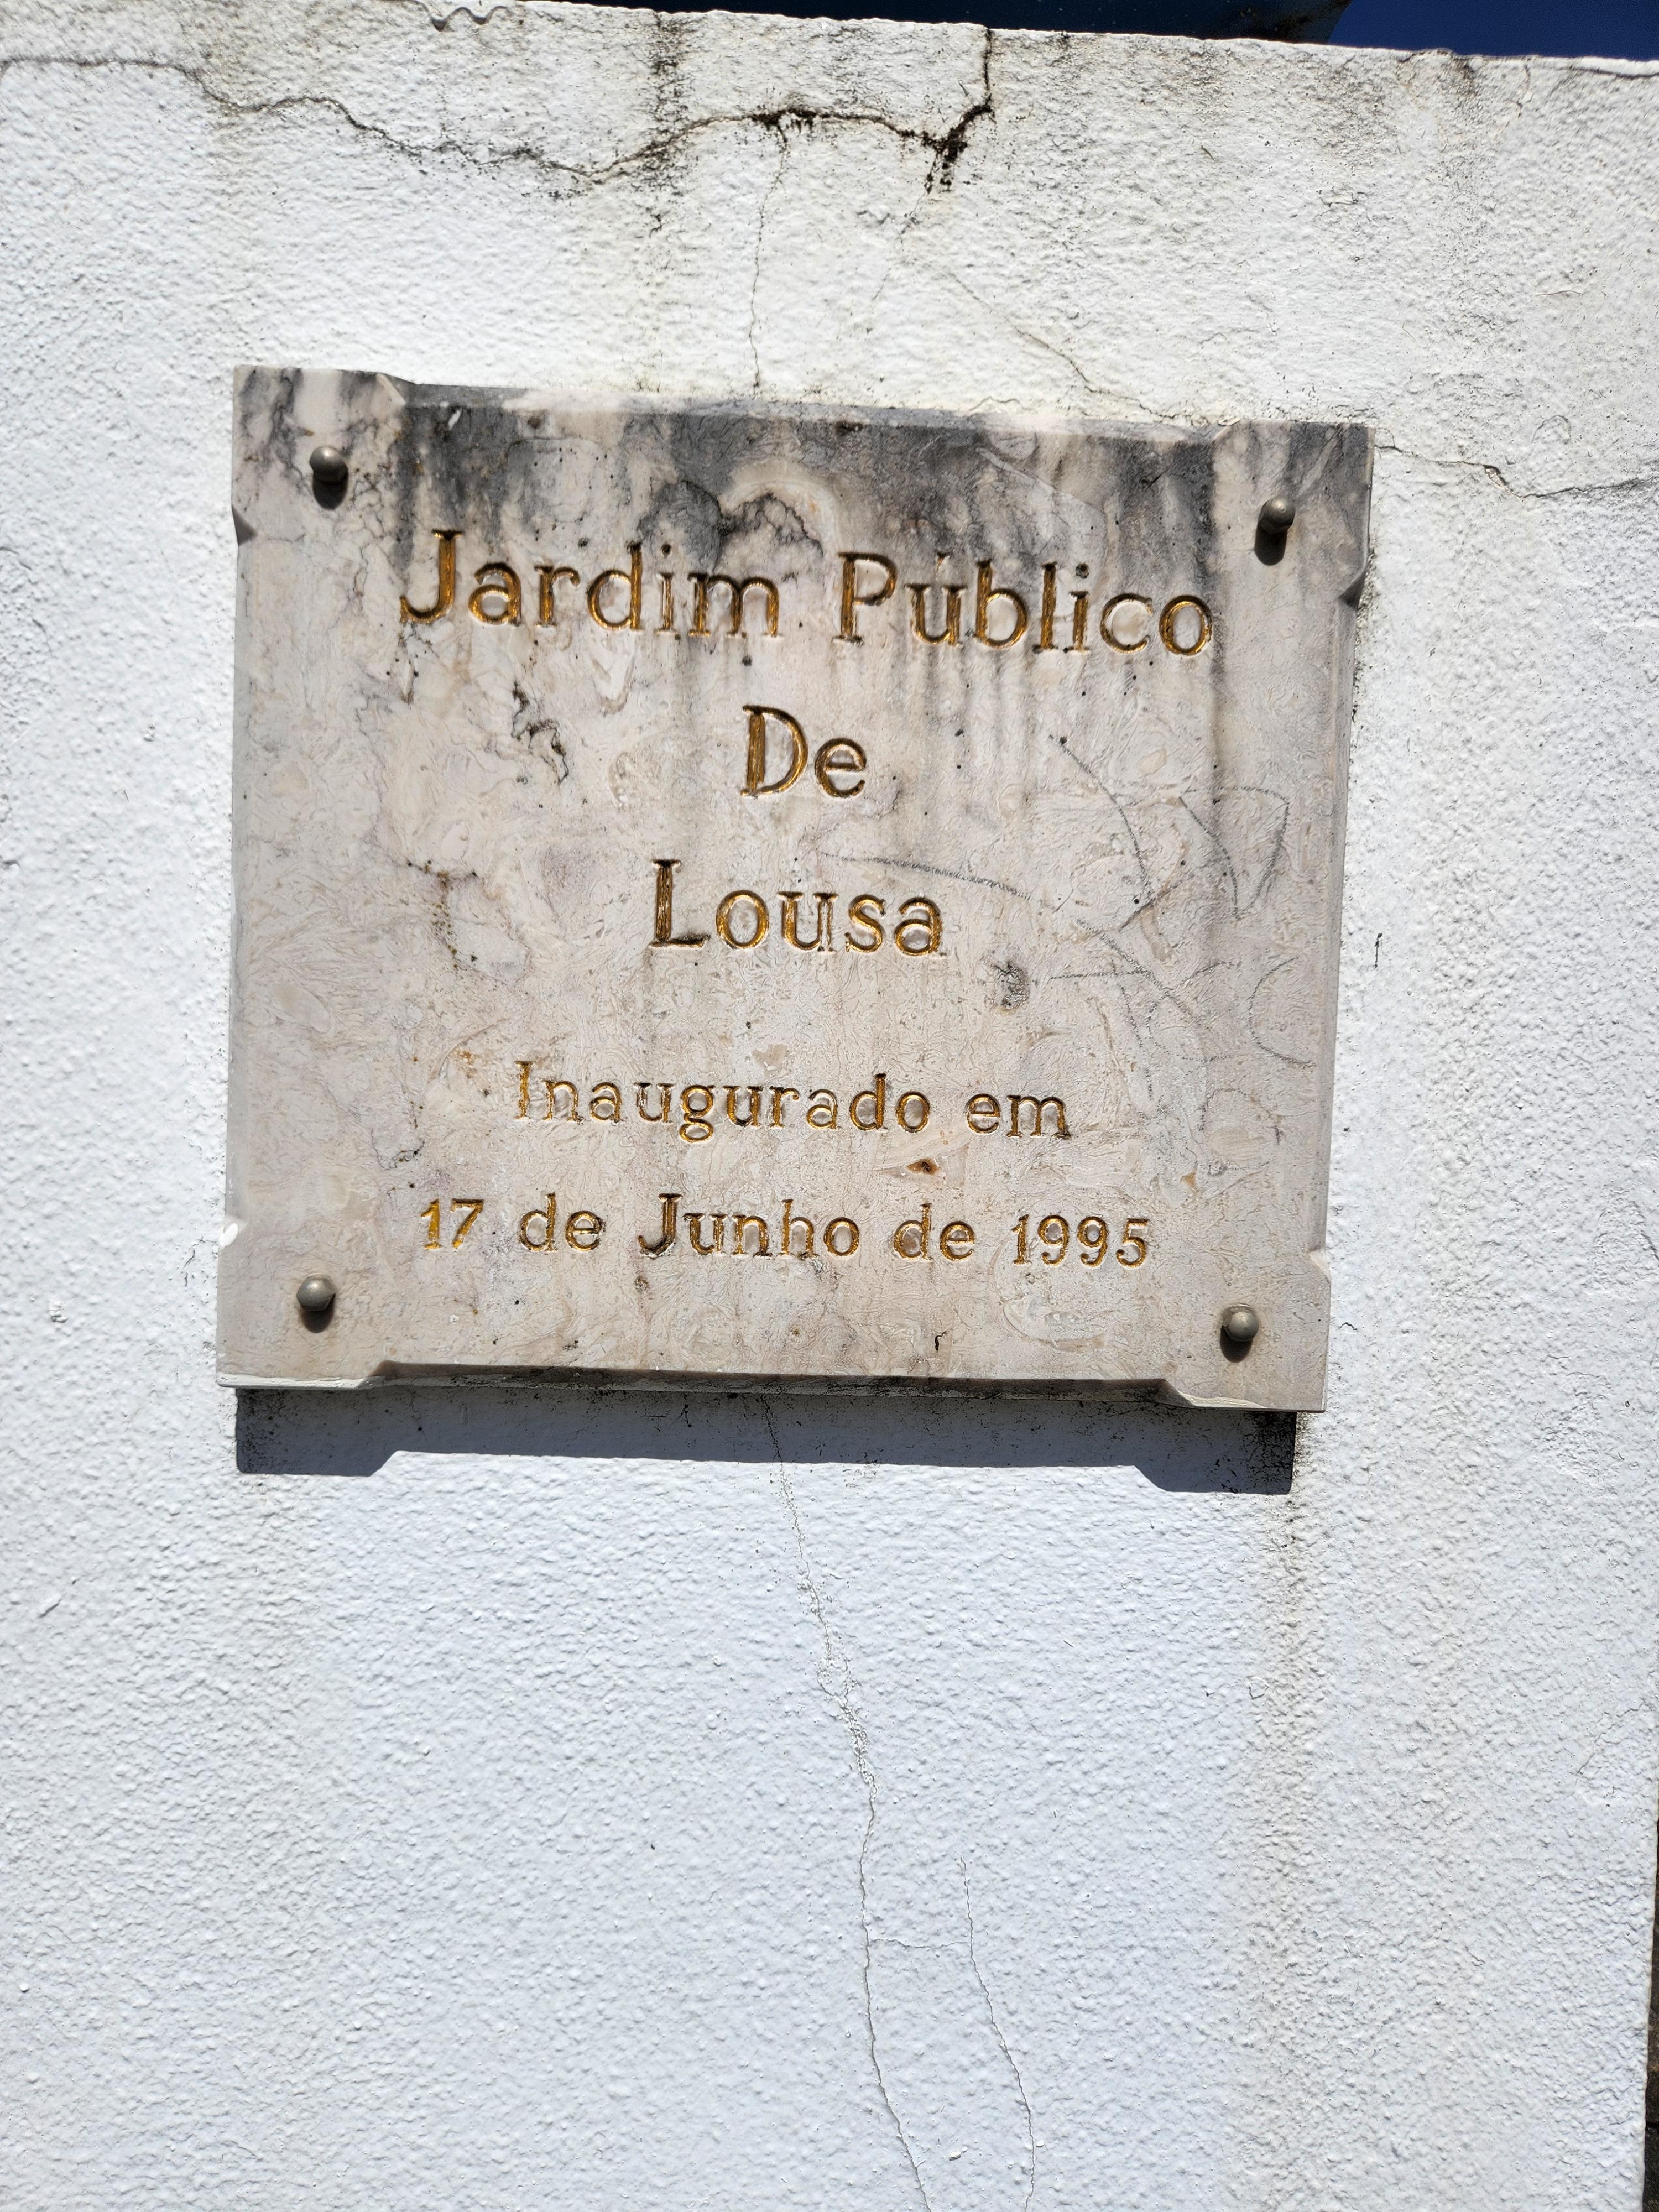 Jardim Público
De
Lousa
Inaugurado em
17 de Junho de 1995